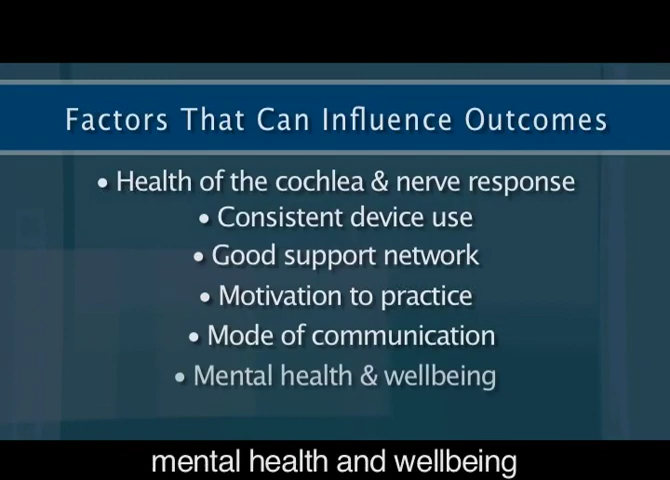 Factors That Can Influence Outcomes
• Health of the cochlea & nerve response
• Consistent device use
• Good support network
• Motivation to practice
• Mode of communication
• Mental health & wellbeing
mental health and wellbeing